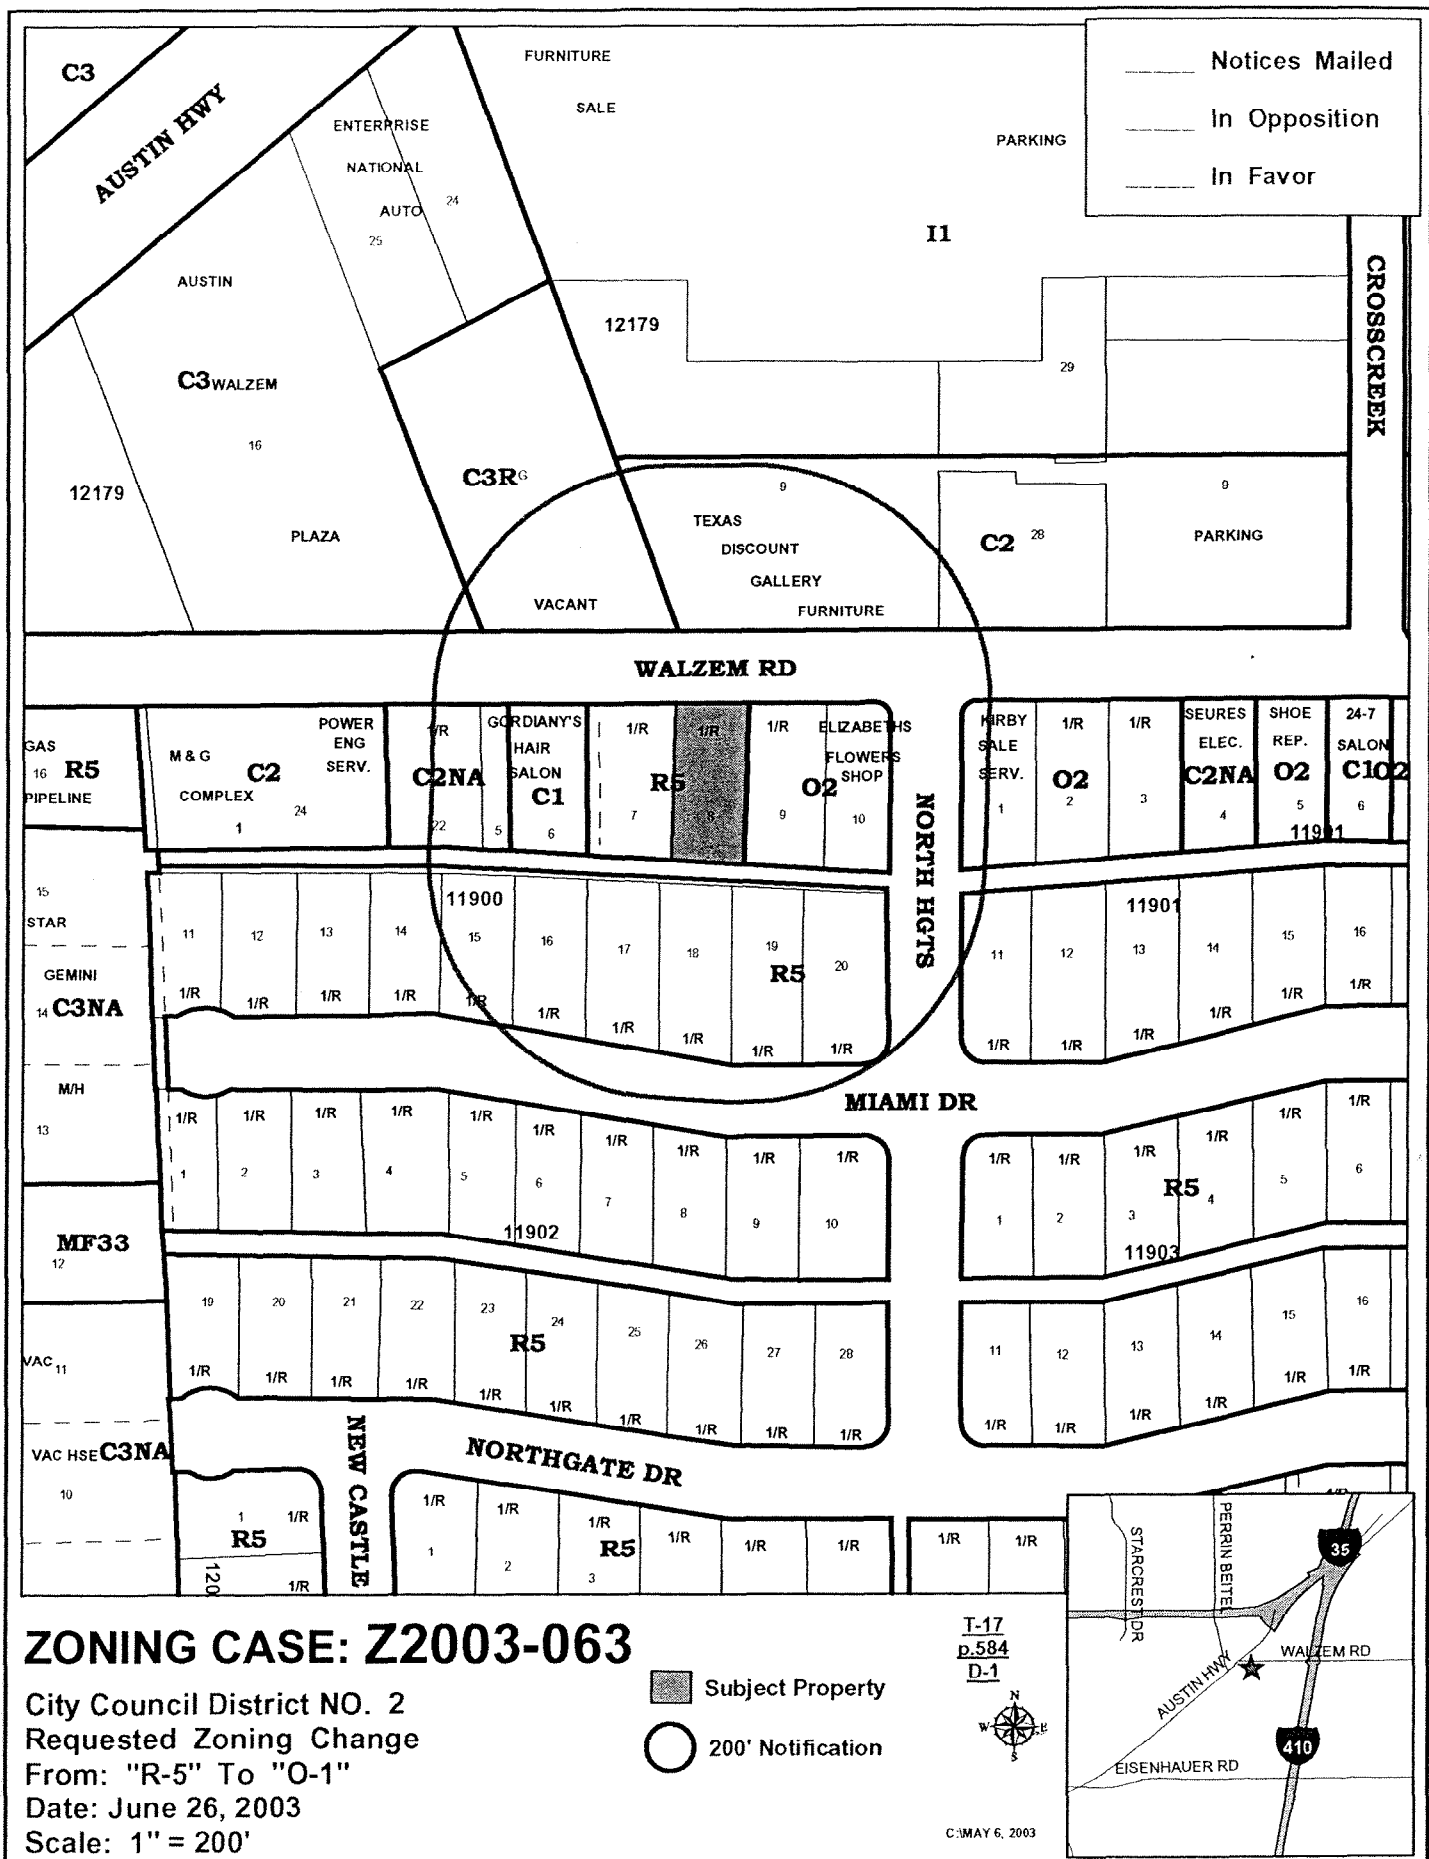 C3
AUSTIN HWY
FURNITURE
SALE
PARKING
Notices Mailed
In Opposition
In Favor
ENTERPRISE
NATIONAL
AUTO
24
25
I1
CROSSCREEK
AUSTIN
C3 WALZEM
16
12179
PLAZA
12179
29
C3R G
9
TEXAS
DISCOUNT
GALLERY
FURNITURE
C2 28
9
PARKING
VACANT
WALZEM RD
GAS
16 R5
PIPELINE
M & G
C2
COMPLEX
1
24
POWER
ENG
SERV.
1/R
C2NA
22
5
GORDIANY'S
HAIR
SALON
C1
6
1/R
R5
7
1/R
8
1/R
O2
9
ELIZABETHS
FLOWERS
SHOP
10
NORTH HGTS
KIRBY
SALE
SERV.
1
1/R
O2
2
1/R
3
SEURES
ELEC.
C2NA
4
SHOE
REP.
O2
5
24-7
SALON
C1 O2
6
11901
15
STAR
GEMINI
14 C3NA
M/H
13
MF33
12
VAC 11
VAC HSE C3NA
10
11900
11 12 13 14 15 16 17 18 19 20
R5
1/R 1/R 1/R 1/R 1/R 1/R 1/R 1/R 1/R 1/R
11901
11 12 13 14 15 16
1/R 1/R 1/R 1/R 1/R 1/R
MIAMI DR
1/R 1/R 1/R 1/R 1/R 1/R 1/R 1/R 1/R 1/R
1 2 3 4 5 6 7 8 9 10
11902
1/R 1/R 1/R 1/R 1/R 1/R
R5
1 2 3 4 5 6
11903
19 20 21 22 23 24 25 26 27 28
R5
1/R 1/R 1/R 1/R 1/R 1/R 1/R 1/R 1/R 1/R
11 12 13 14 15 16
1/R 1/R 1/R 1/R 1/R 1/R
NEW CASTLE
NORTHGATE DR
1 1/R
R5
120
1/R
1/R 1/R 1/R 1/R 1/R 1/R 1/R 1/R
R5
1 2 3
STARCREST DR
PERRIN BEITEL
35
WALZEM RD
AUSTIN HWY
410
EISENHAUER RD
ZONING CASE: Z2003-063
City Council District NO. 2
Requested Zoning Change
From: "R-5" To "O-1"
Date: June 26, 2003
Scale: 1" = 200'
Subject Property
200' Notification
T-17
p.584
D-1
N
W E
S
C:\MAY 6, 2003